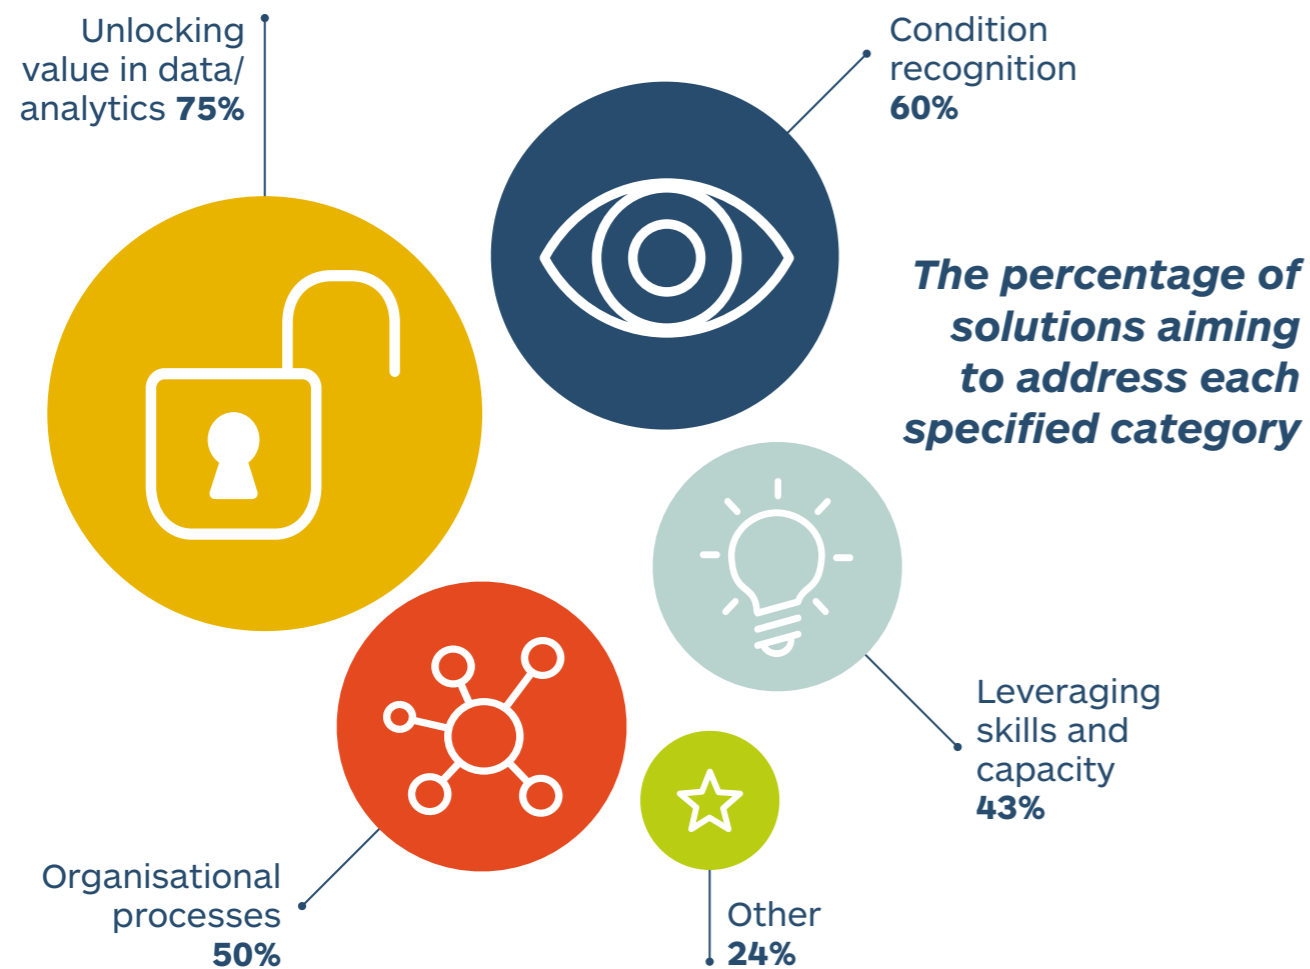 Unlocking
value in data/
analytics 75%
Condition
recognition
60%
The percentage of
solutions aiming
to address each
specified category
Leveraging
skills and
capacity
43%
Organisational
processes
50%
Other
24%